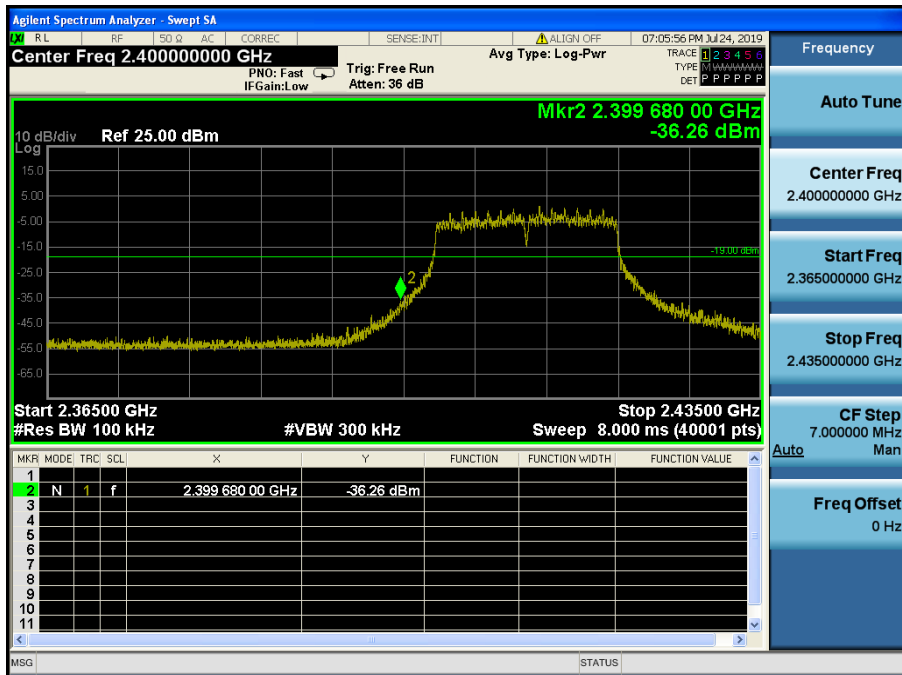 Agilent Spectrum Analyzer - Swept SA
LXI RL RF 50 Ω AC CORREC SENSE:INT ALIGN OFF 07:05:56 PM Jul 24, 2019
Center Freq 2.400000000 GHz
PNO: Fast
IFGain:Low
Trig: Free Run
Atten: 36 dB
Avg Type: Log-Pwr
TRACE 1 2 3 4 5 6
TYPE M WWWWW
DET P P P P P P
Mkr2 2.399 680 00 GHz
-36.26 dBm
10 dB/div Ref 25.00 dBm
Log
15.0
5.00
-5.00
-15.0
-19.00 dBm
-25.0
2
-35.0
-45.0
-55.0
-65.0
Start 2.36500 GHz Stop 2.43500 GHz
#Res BW 100 kHz #VBW 300 kHz Sweep 8.000 ms (40001 pts)
MKR MODE TRC SCL X Y FUNCTION FUNCTION WIDTH FUNCTION VALUE
1
2 N 1 f 2.399 680 00 GHz -36.26 dBm
3
4
5
6
7
8
9
10
11
MSG STATUS
Frequency
Auto Tune
Center Freq
2.400000000 GHz
Start Freq
2.365000000 GHz
Stop Freq
2.435000000 GHz
CF Step
7.000000 MHz
Auto Man
Freq Offset
0 Hz